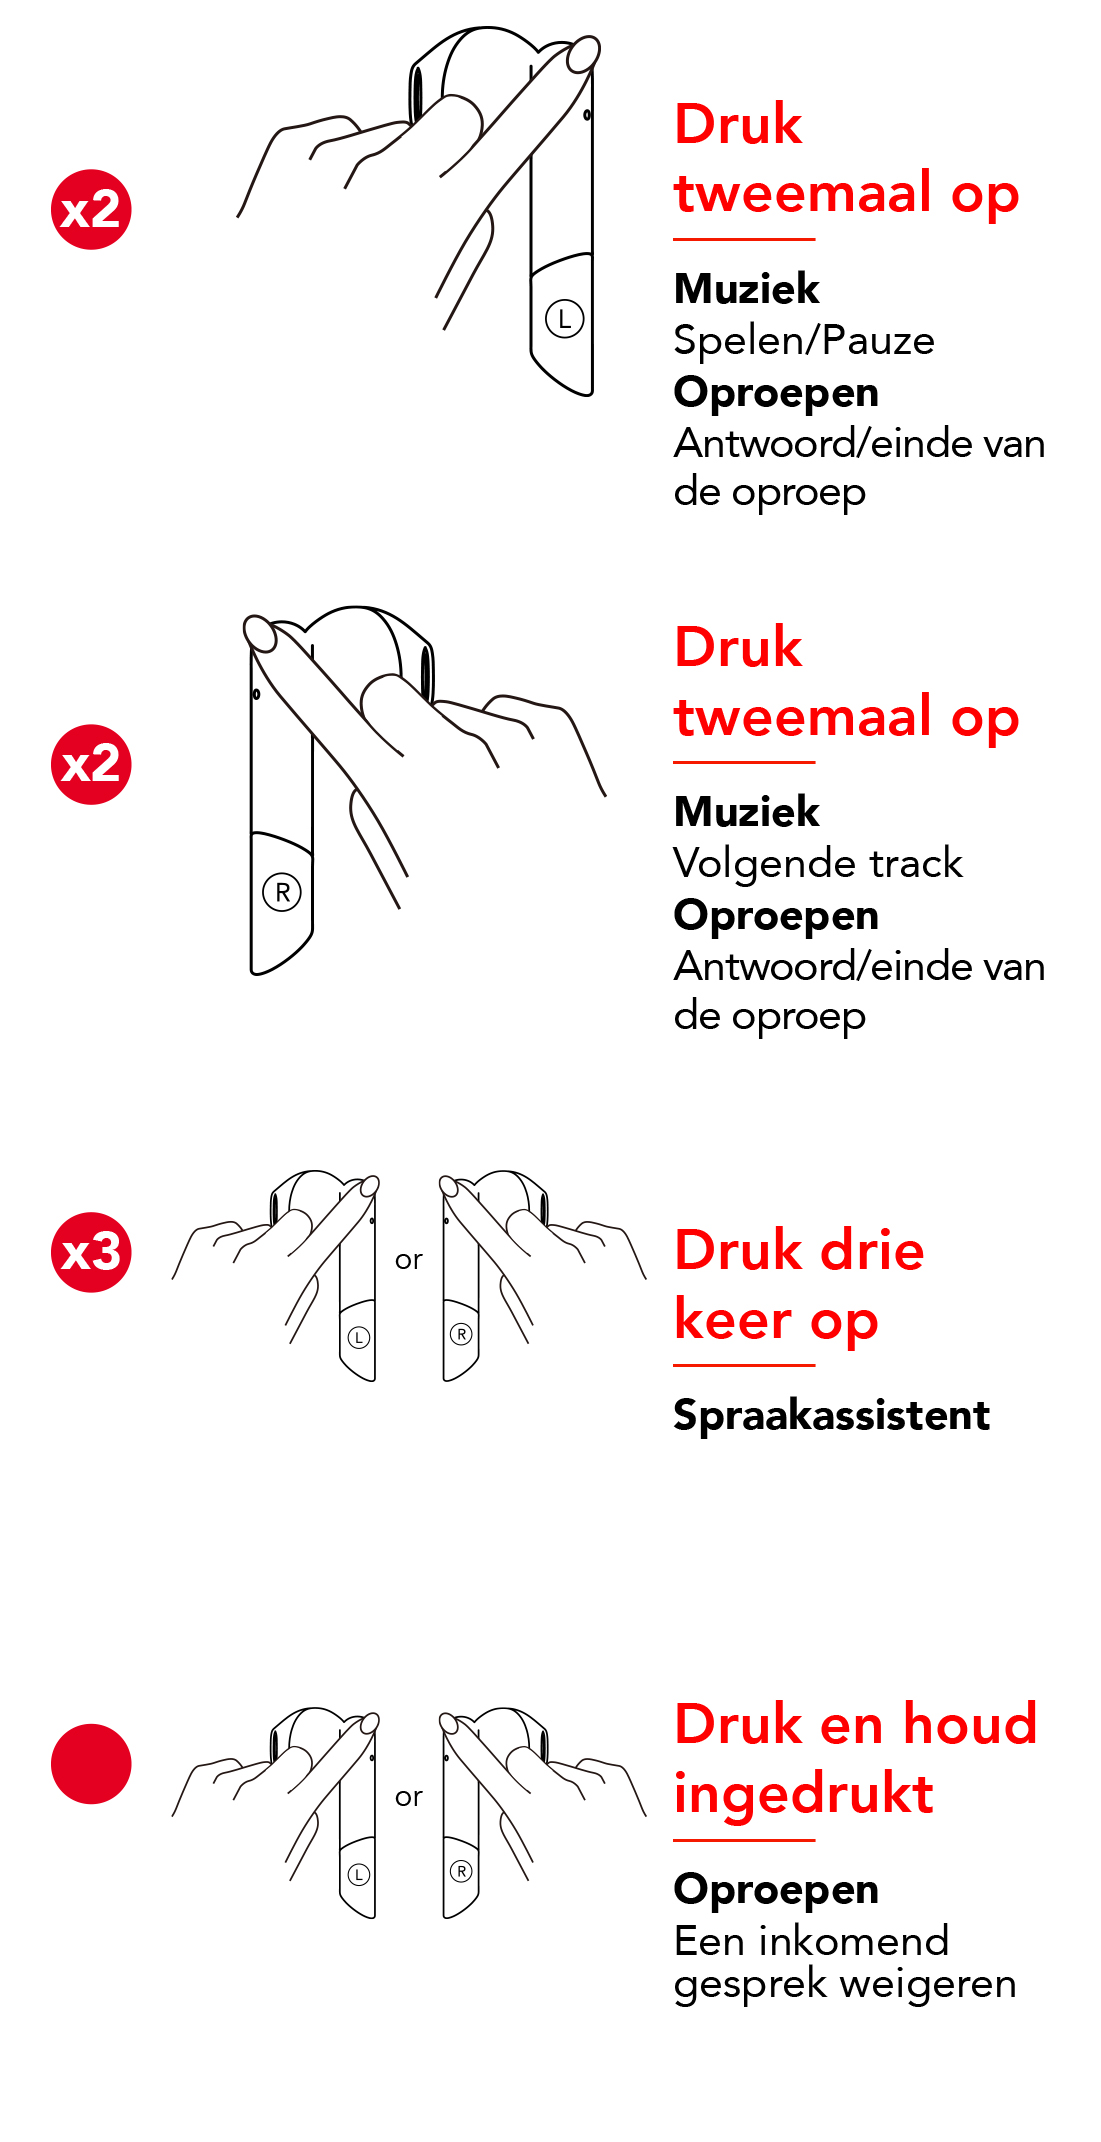 Druk
tweemaal op
x2
Muziek
Spelen/Pauze
Oproepen
Antwoord/einde van
de oproep
L
Druk
tweemaal op
x2
Muziek
Volgende track
Oproepen
Antwoord/einde van
de oproep
R
x3
or
Druk drie
keer op
L
R
Spraakassistent
Druk en houd
ingedrukt
or
L
R
Oproepen
Een inkomend
gesprek weigeren